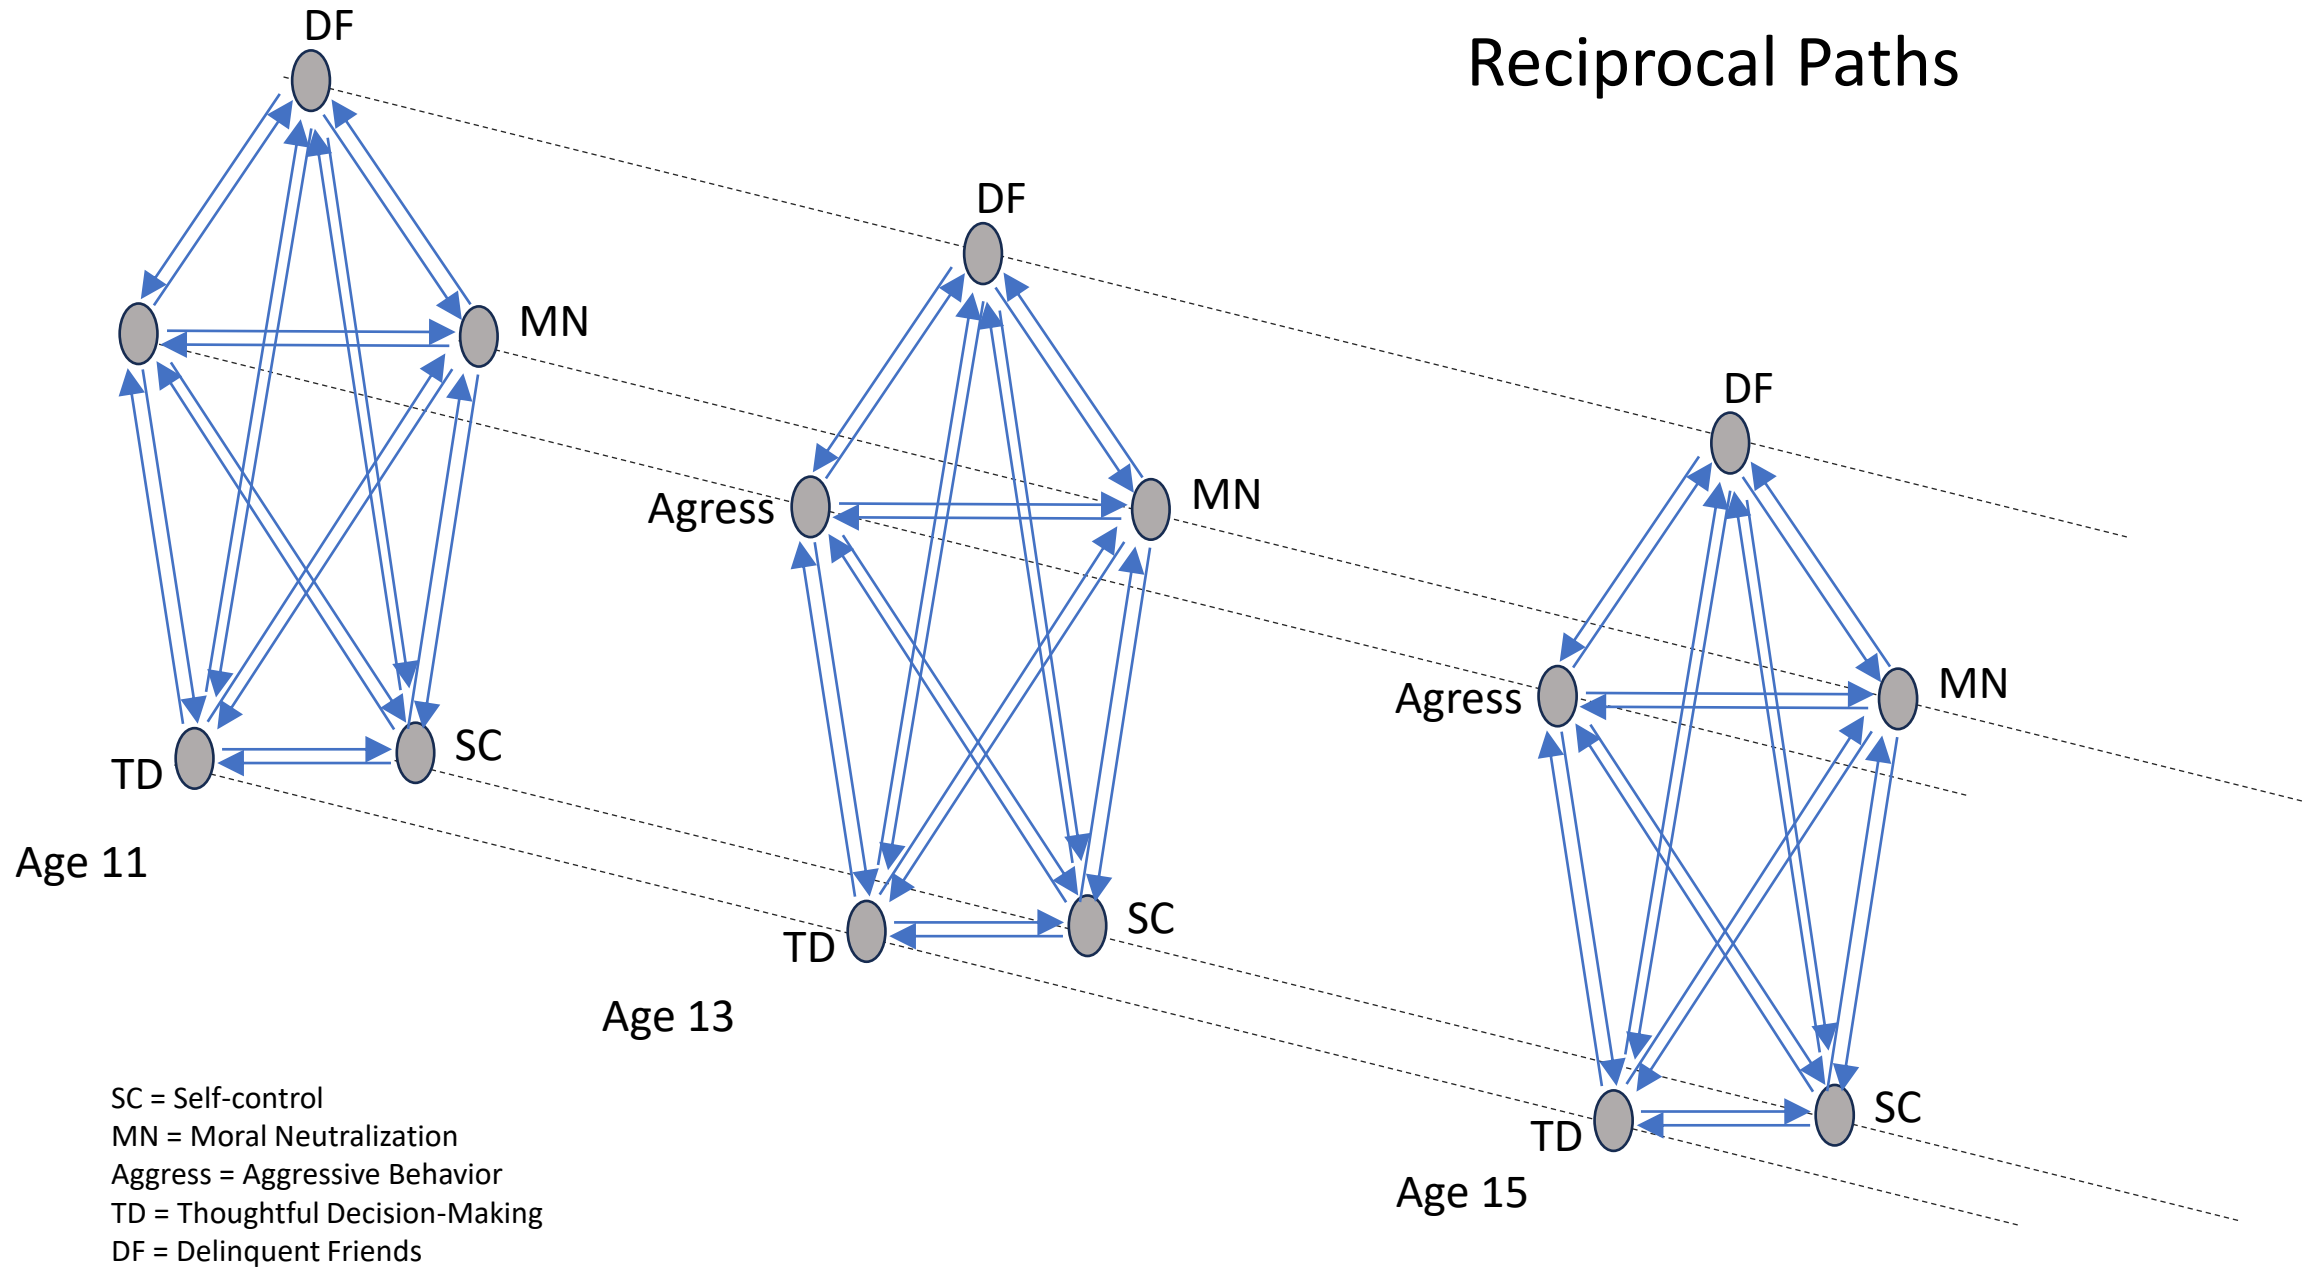 DF
Reciprocal Paths
DF
MN
DF
Agress
MN
Agress
MN
TD
SC
Age 11
TD
SC
Age 13
TD
SC
Age 15
SC = Self-control
MN = Moral Neutralization
Aggress = Aggressive Behavior
TD = Thoughtful Decision-Making
DF = Delinquent Friends